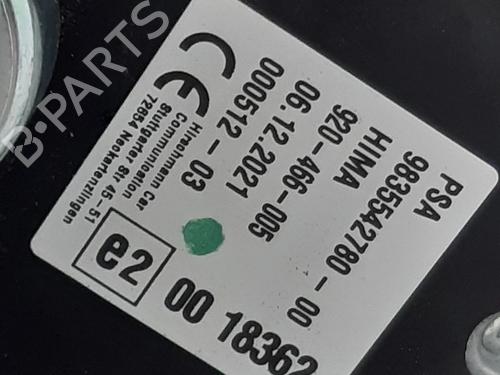 B-PARTS
PSA
9835542780-00
HIMA
920-466-005
06.12.2021
000512-03
CE
Hirschmann Car
Communication
Stuttgarter Str 45-51
72654 Neckartenzlingen
e2
00 18362